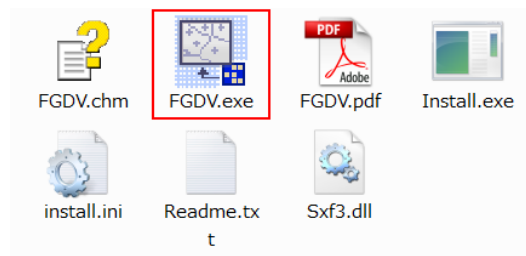 PDF
Adobe
FGDV.chm
FGDV.exe
FGDV.pdf
Install.exe
install.ini
Readme.tx
t
Sxf3.dll